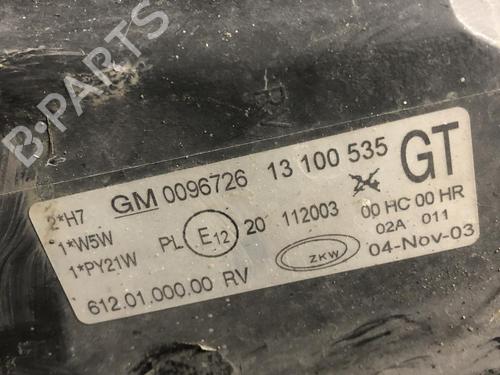 B-PARTS
2*H7 GM 0096726 13 100 535 GT
1*W5W PL E12 20 112003 24 00 HC 00 HR
1*PY21W ZKW 02A 011
612.01.000.00 RV 04-Nov-03